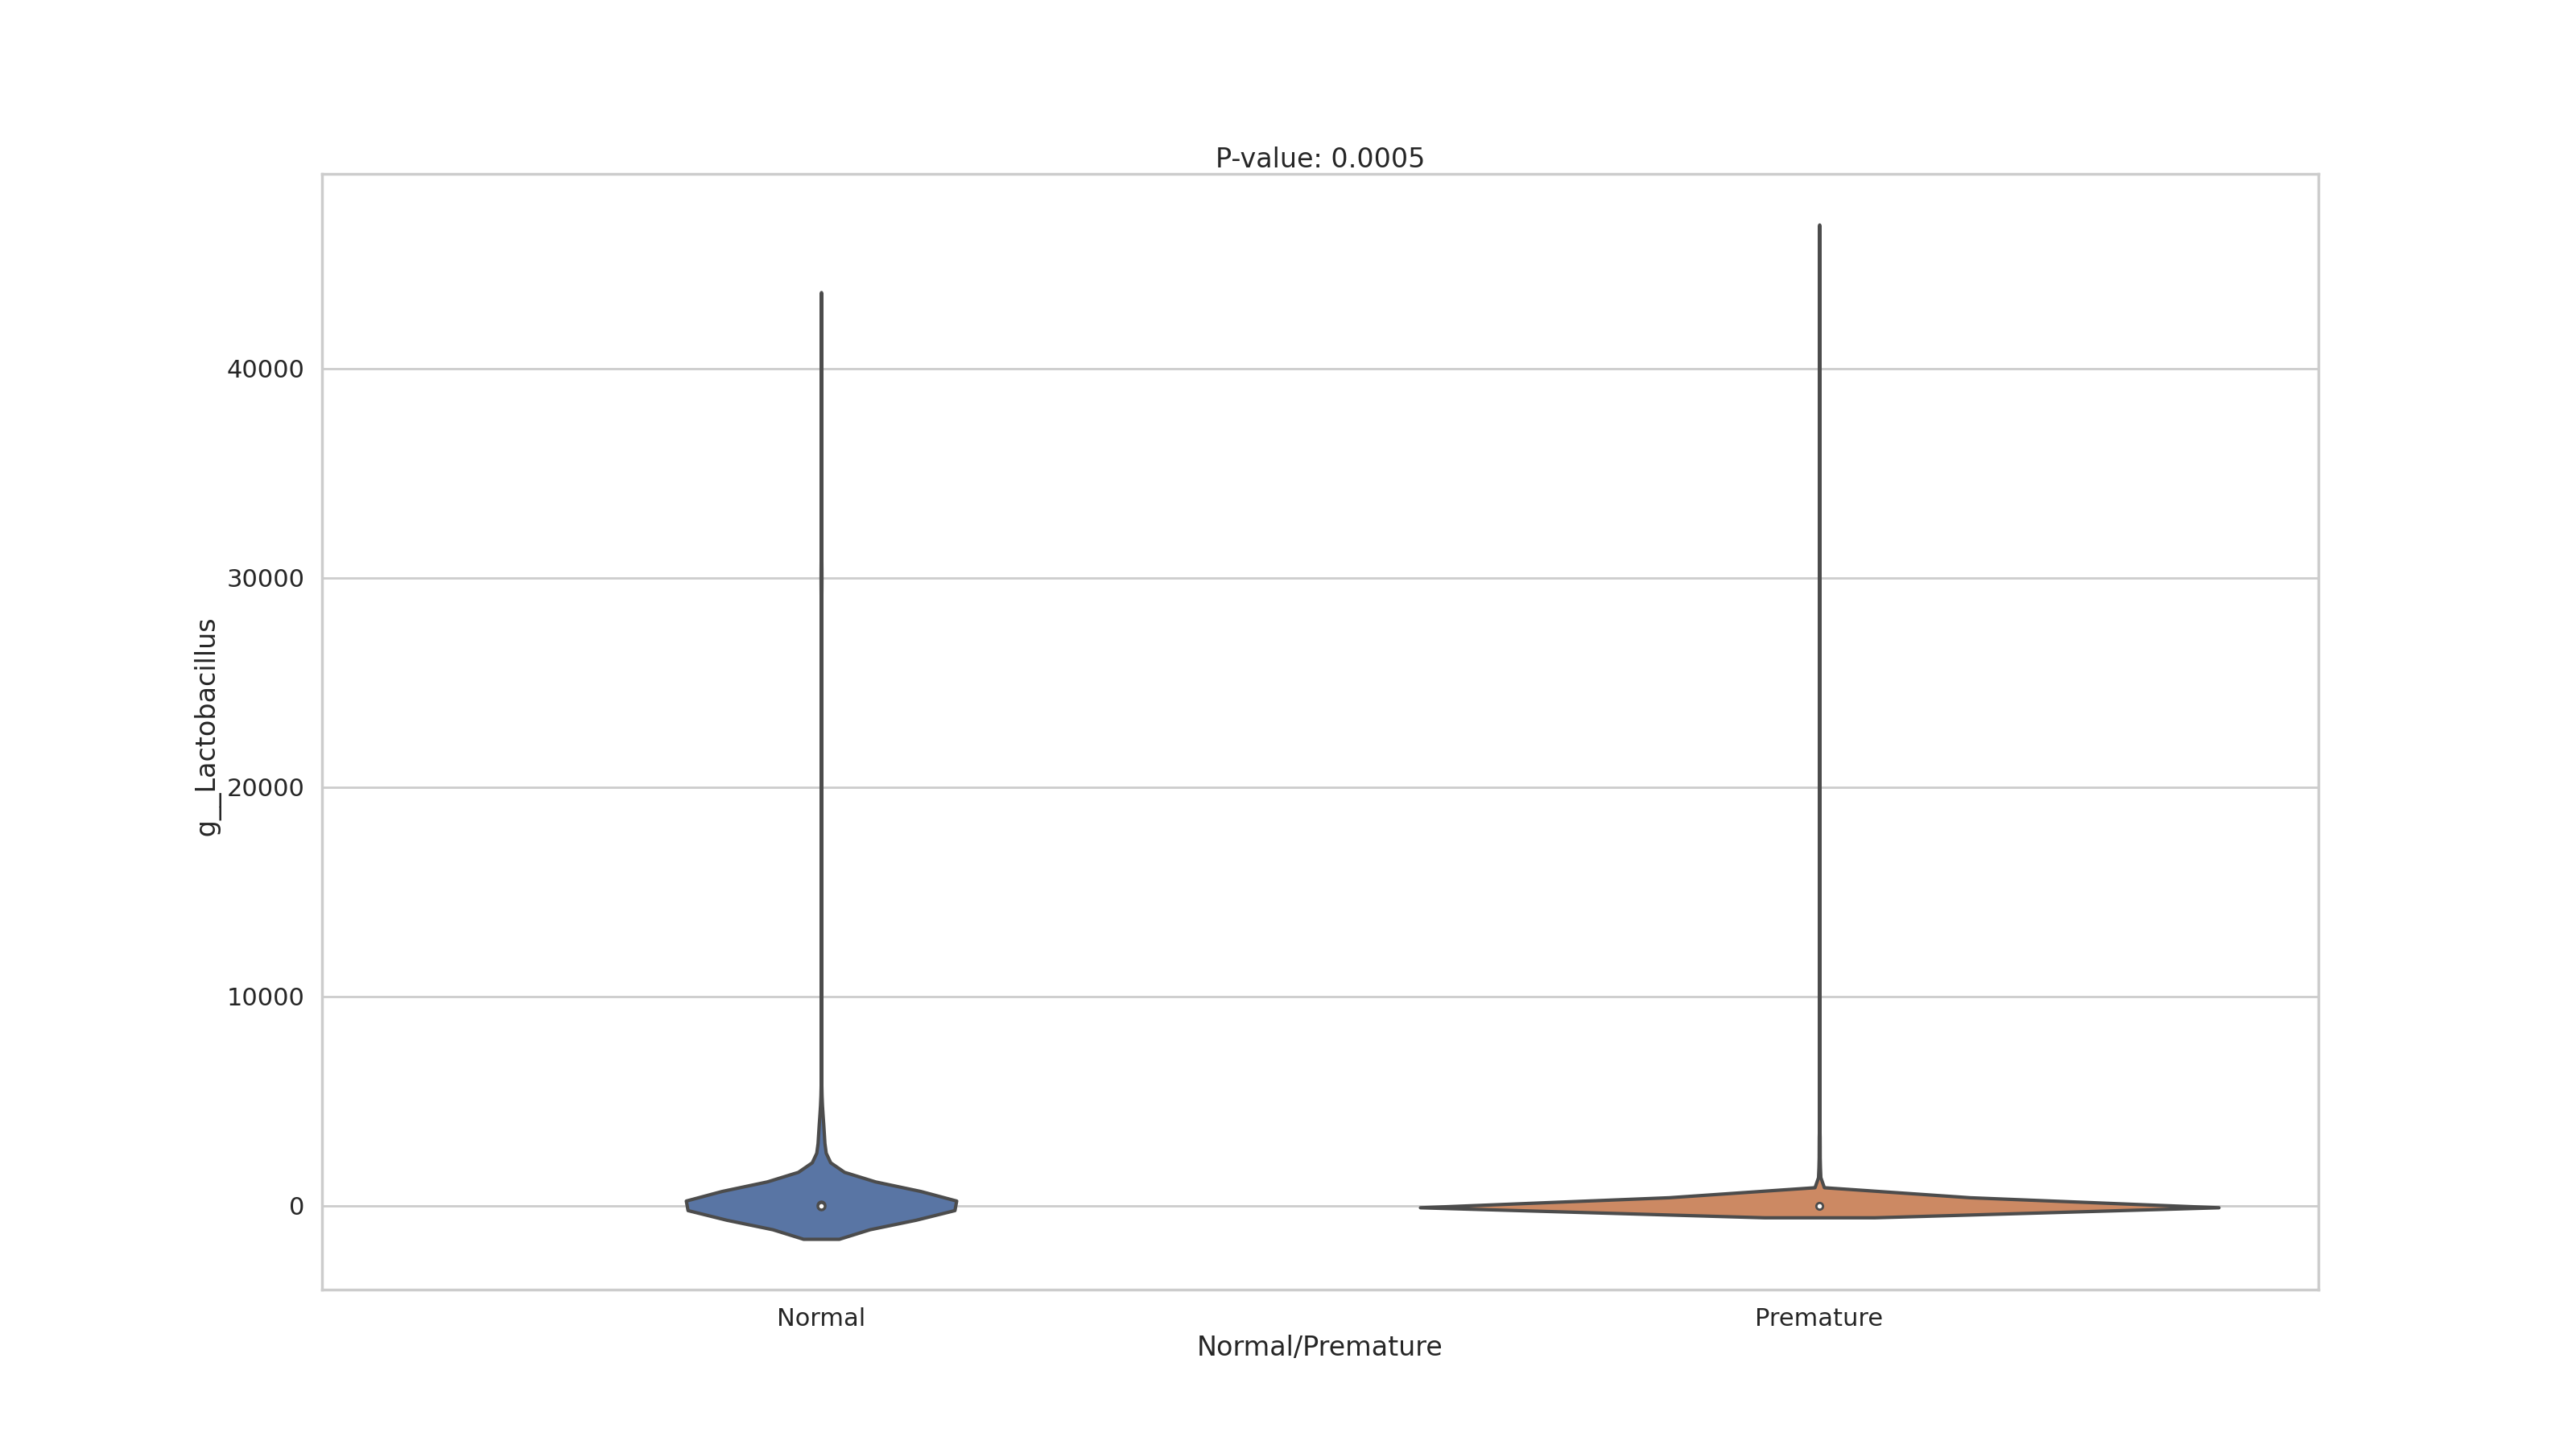 P-value: 0.0005
g__Lactobacillus
40000
30000
20000
10000
0
Normal
Premature
Normal/Premature